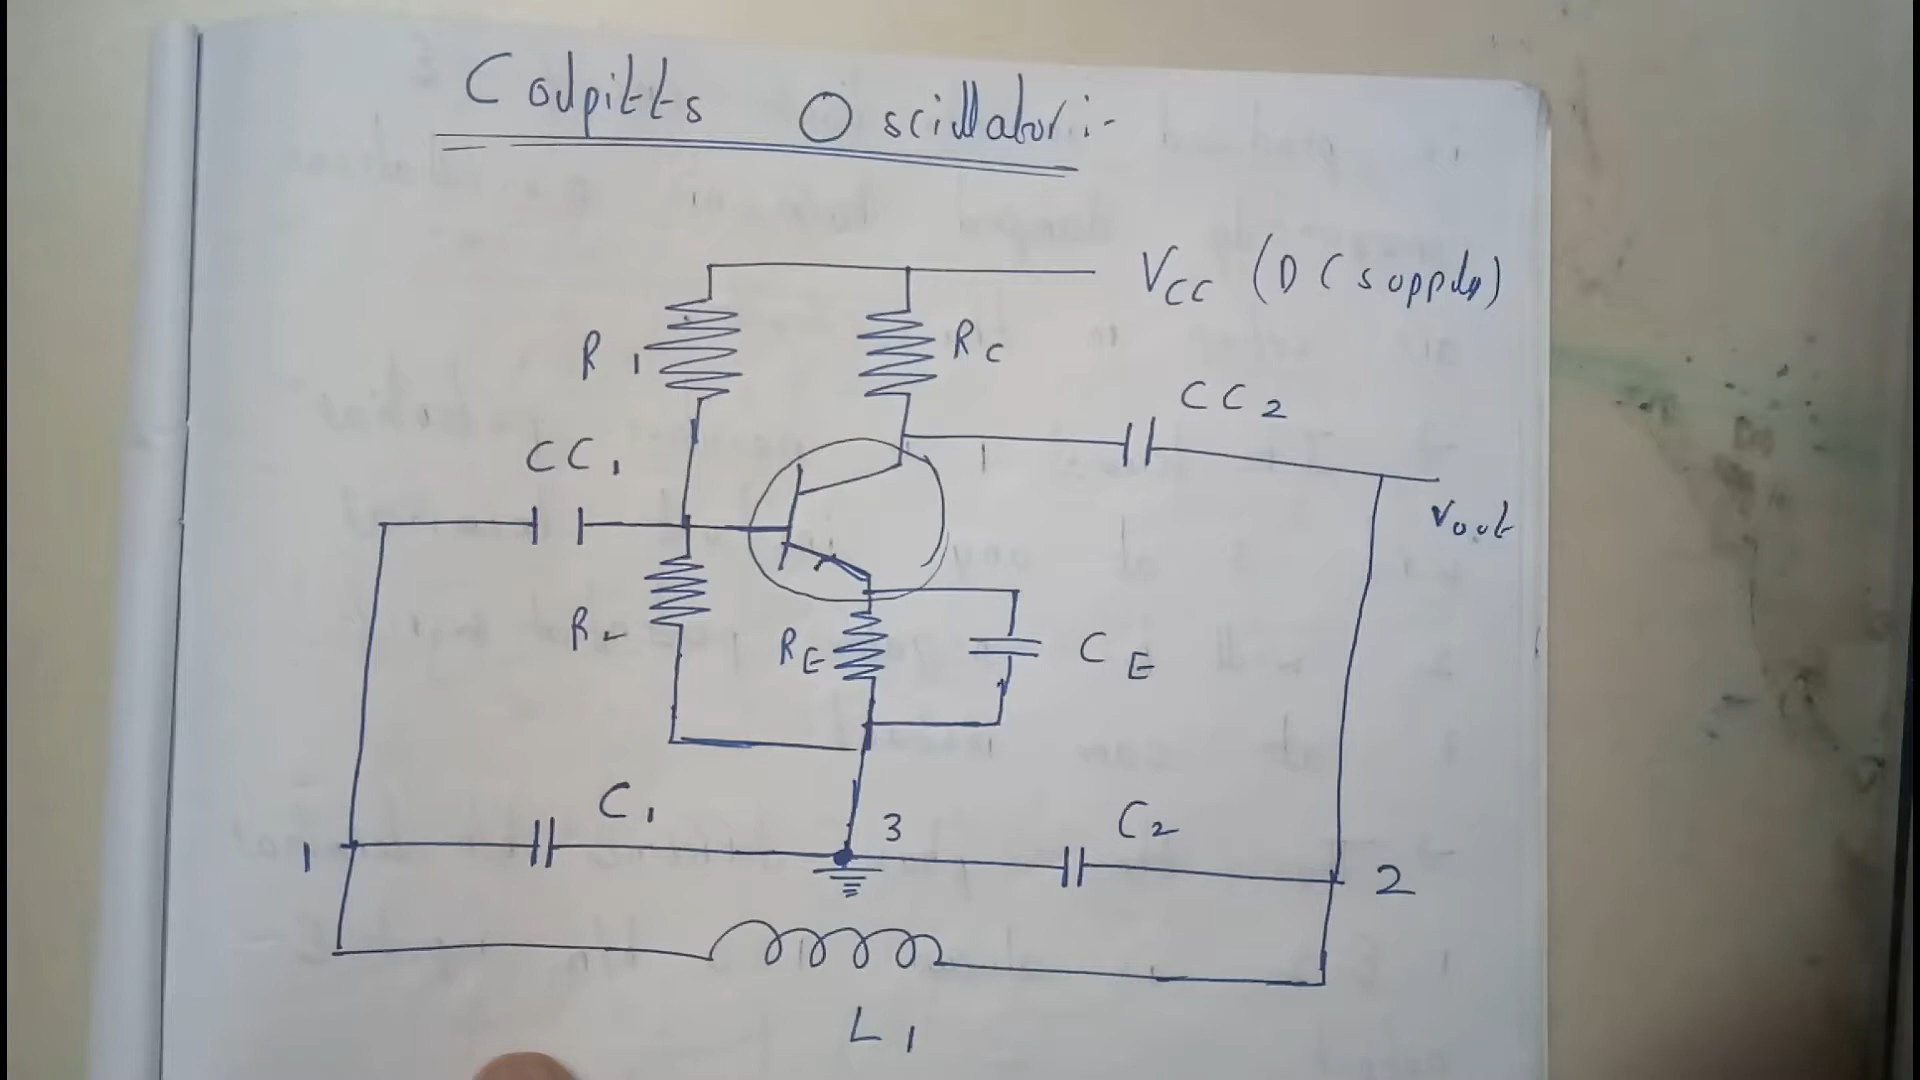 Colpitts Oscillator:-
VCC (DC supply)
R1
RC
CC2
CC1
Vout
R2
RE
CE
C1
3
C2
1
2
L1